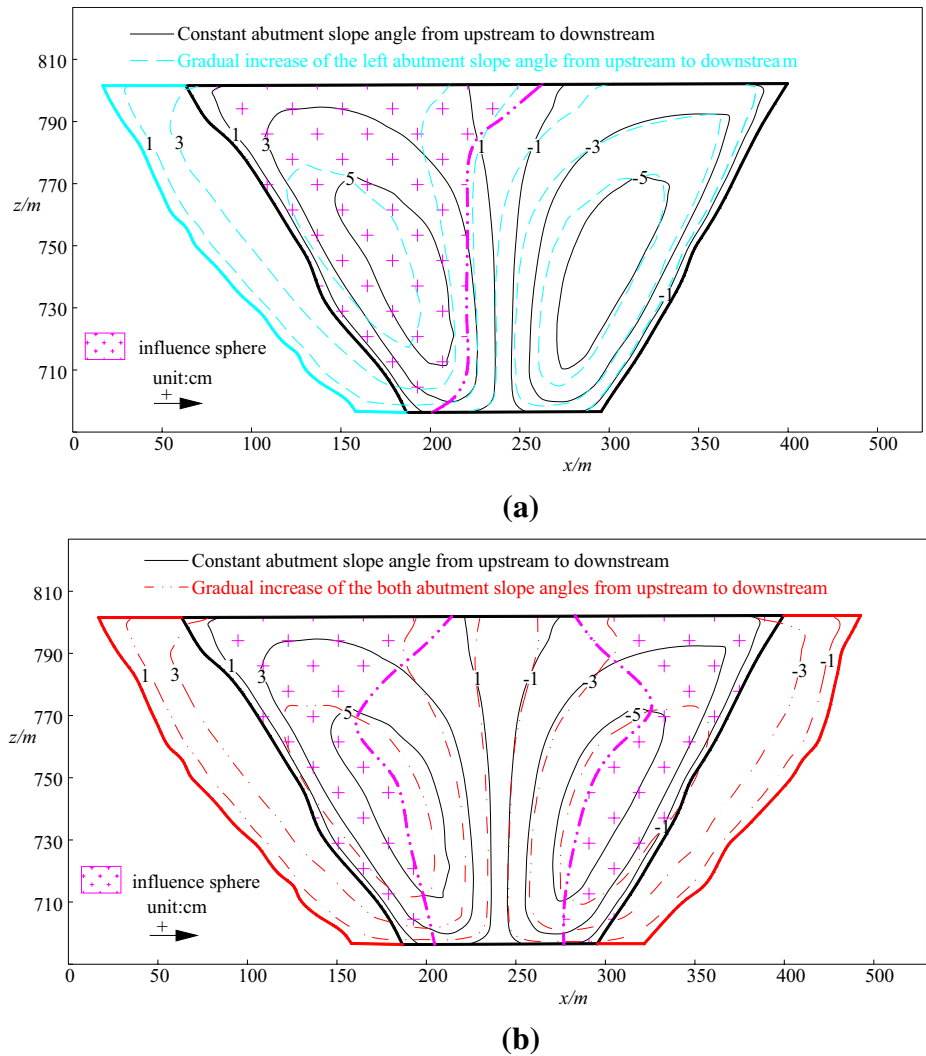 Constant abutment slope angle from upstream to downstream
810
Gradual increase of the left abutment slope angle from upstream to downstream
790
1 3 1 3 1 -1 -3
770
5 -5
z/m
750
730
-1
influence sphere
710
unit:cm
+
0 50 100 150 200 250 300 350 400 450 500
x/m
(a)
Constant abutment slope angle from upstream to downstream
810
Gradual increase of the both abutment slope angles from upstream to downstream
790
1 3 1 3 1 -1 -3 -3 -1
770
5 -5
z/m
750
730
-1
influence sphere
710
unit:cm
+
0 50 100 150 200 250 300 350 400 450 500
x/m
(b)